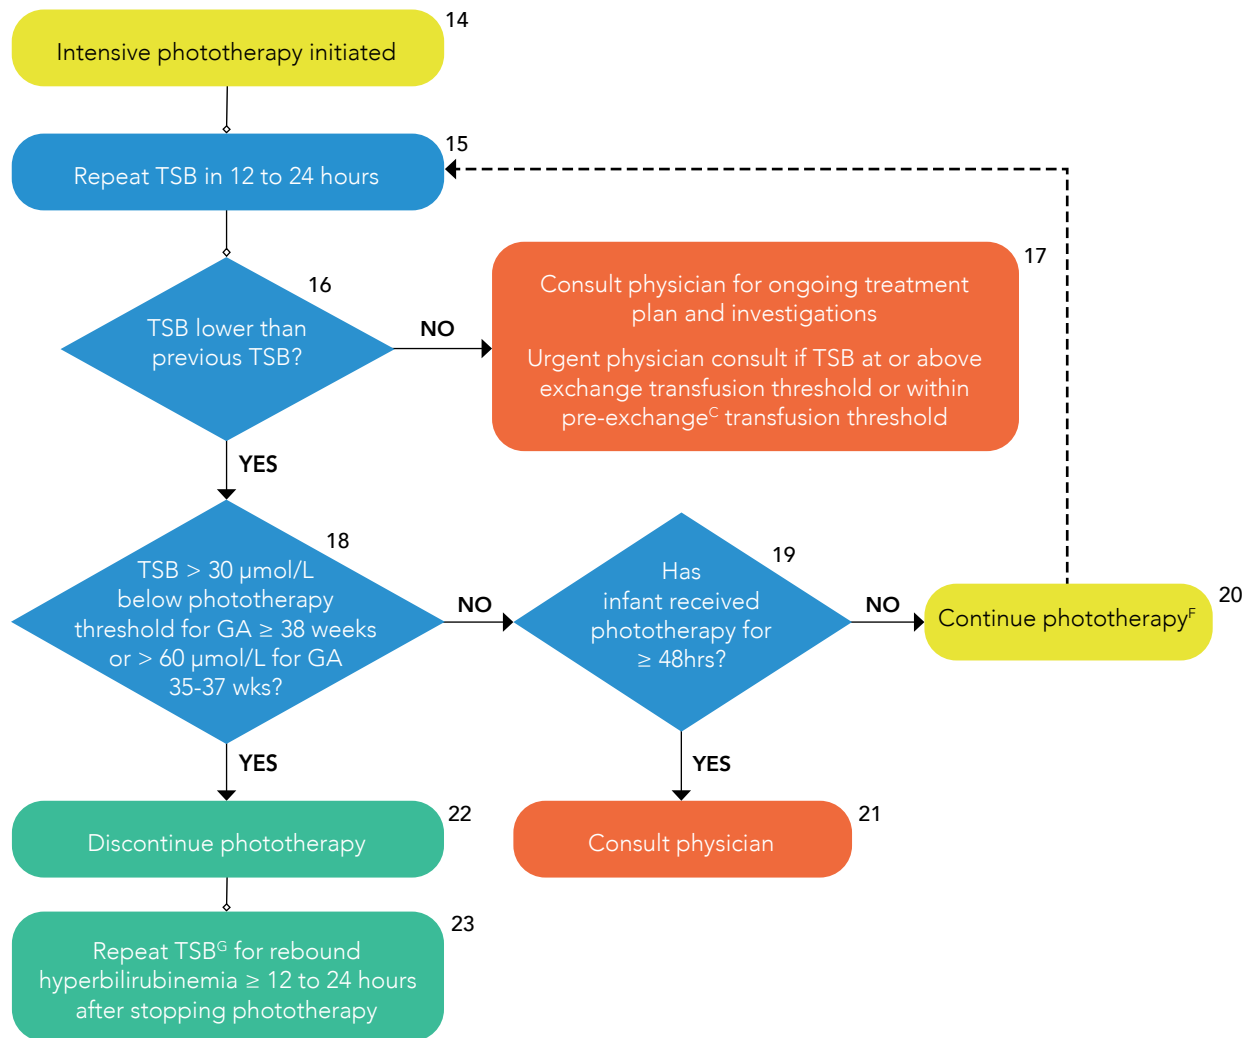 14
Intensive phototherapy initiated
15
Repeat TSB in 12 to 24 hours
16
TSB lower than
previous TSB?
NO
17
Consult physician for ongoing treatment
plan and investigations
Urgent physician consult if TSB at or above
exchange transfusion threshold or within
pre-exchangeᶜ transfusion threshold
YES
18
TSB > 30 µmol/L
below phototherapy
threshold for GA ≥ 38 weeks
or > 60 µmol/L for GA
35-37 wks?
NO
19
Has
infant received
phototherapy for
≥ 48hrs?
NO
20
Continue phototherapyF
YES
22
Discontinue phototherapy
YES
21
Consult physician
23
Repeat TSBG for rebound
hyperbilirubinemia ≥ 12 to 24 hours
after stopping phototherapy